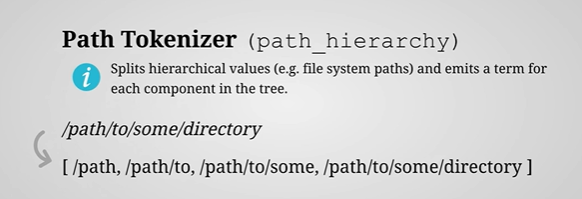 Path Tokenizer (path_hierarchy)
i Splits hierarchical values (e.g. file system paths) and emits a term for
each component in the tree.
/path/to/some/directory
[ /path, /path/to, /path/to/some, /path/to/some/directory ]